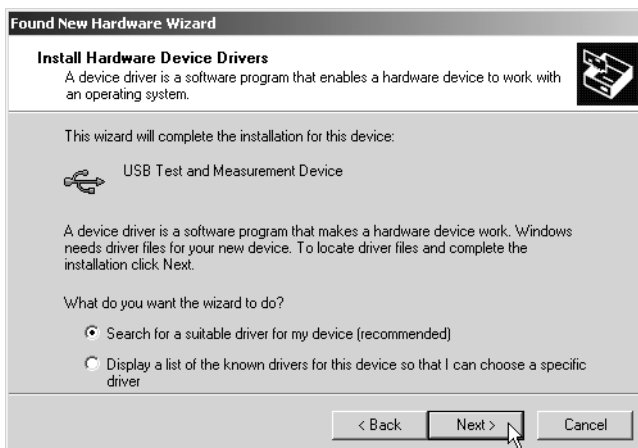 Found New Hardware Wizard
Install Hardware Device Drivers
A device driver is a software program that enables a hardware device to work with
an operating system.
This wizard will complete the installation for this device:
USB Test and Measurement Device
A device driver is a software program that makes a hardware device work. Windows
needs driver files for your new device. To locate driver files and complete the
installation click Next.
What do you want the wizard to do?
Search for a suitable driver for my device (recommended)
Display a list of the known drivers for this device so that I can choose a specific
driver
< Back Next > Cancel